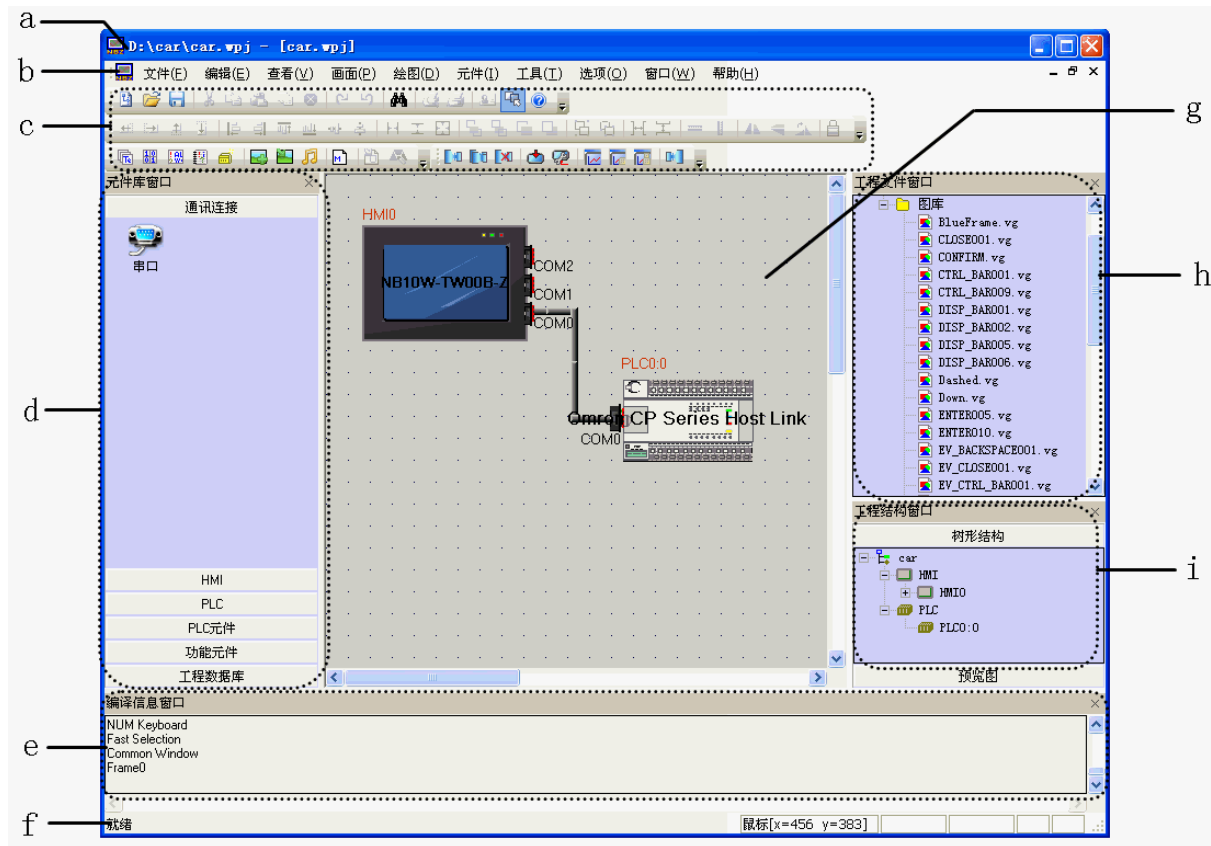 a
D:\car\car.wpj - [car.wpj]
b
文件(F) 编辑(E) 查看(V) 画面(P) 绘图(D) 元件(I) 工具(T) 选项(O) 窗口(W) 帮助(H)
c
g
元件库窗口
通讯连接
串口
HMI
PLC
PLC元件
功能元件
工程数据库
d
HMI0
NB10W-TW00B-Z
COM2
COM1
COM0
PLC0:0
Omron CP Series Host Link
COM0
工程文件窗口
图库
BlueFrame.vg
CLOSE001.vg
CONFIRM.vg
CTRL_BAR001.vg
CTRL_BAR009.vg
DISP_BAR001.vg
DISP_BAR002.vg
DISP_BAR005.vg
DISP_BAR006.vg
Dashed.vg
Down.vg
ENTER005.vg
ENTER010.vg
EV_BACKSPACE001.vg
EV_CLOSE001.vg
EV_CTRL_BAR001.vg
h
工程结构窗口
树形结构
car
HMI
HMI0
PLC
PLC0:0
预览图
i
编译信息窗口
NUM Keyboard
Fast Selection
Common Window
Frame0
e
f
就绪
鼠标[x=456 y=383]